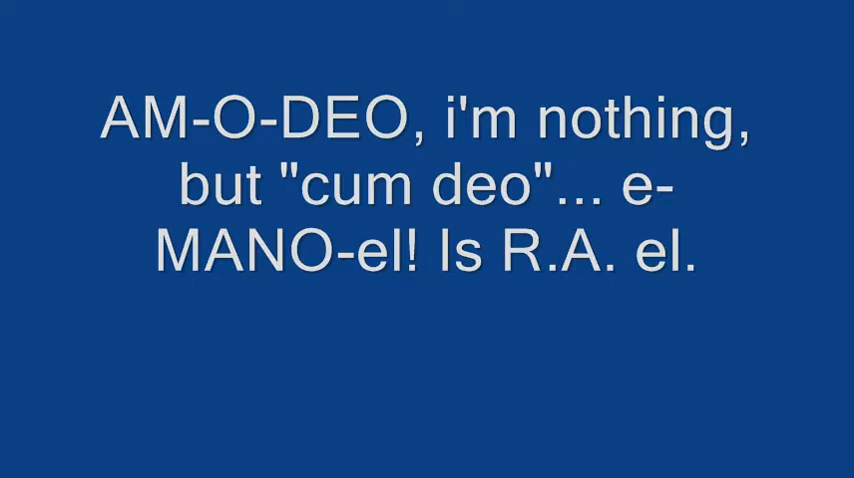 AM-O-DEO, i'm nothing,
but "cum deo"... e-
MANO-el! Is R.A. el.